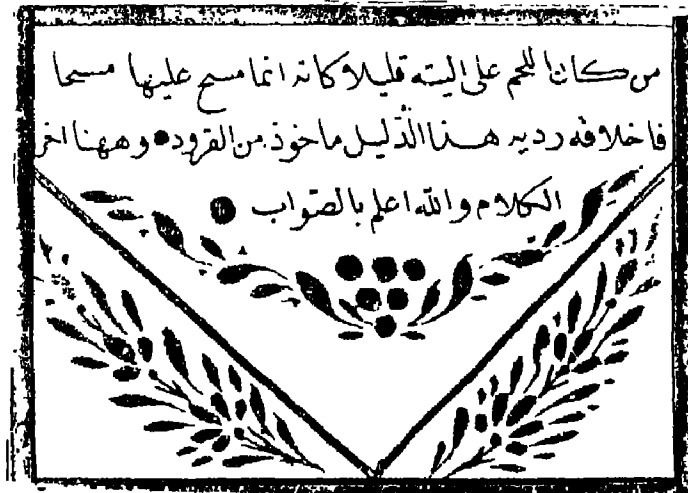 من كان اللحم على اليته قليلا وكانه انما مسح عليها مسحا
فاخلاقه رديه هذا الدليل ماخوذ من القرود • وههنا اخر
الكلام والله اعلم بالصواب •